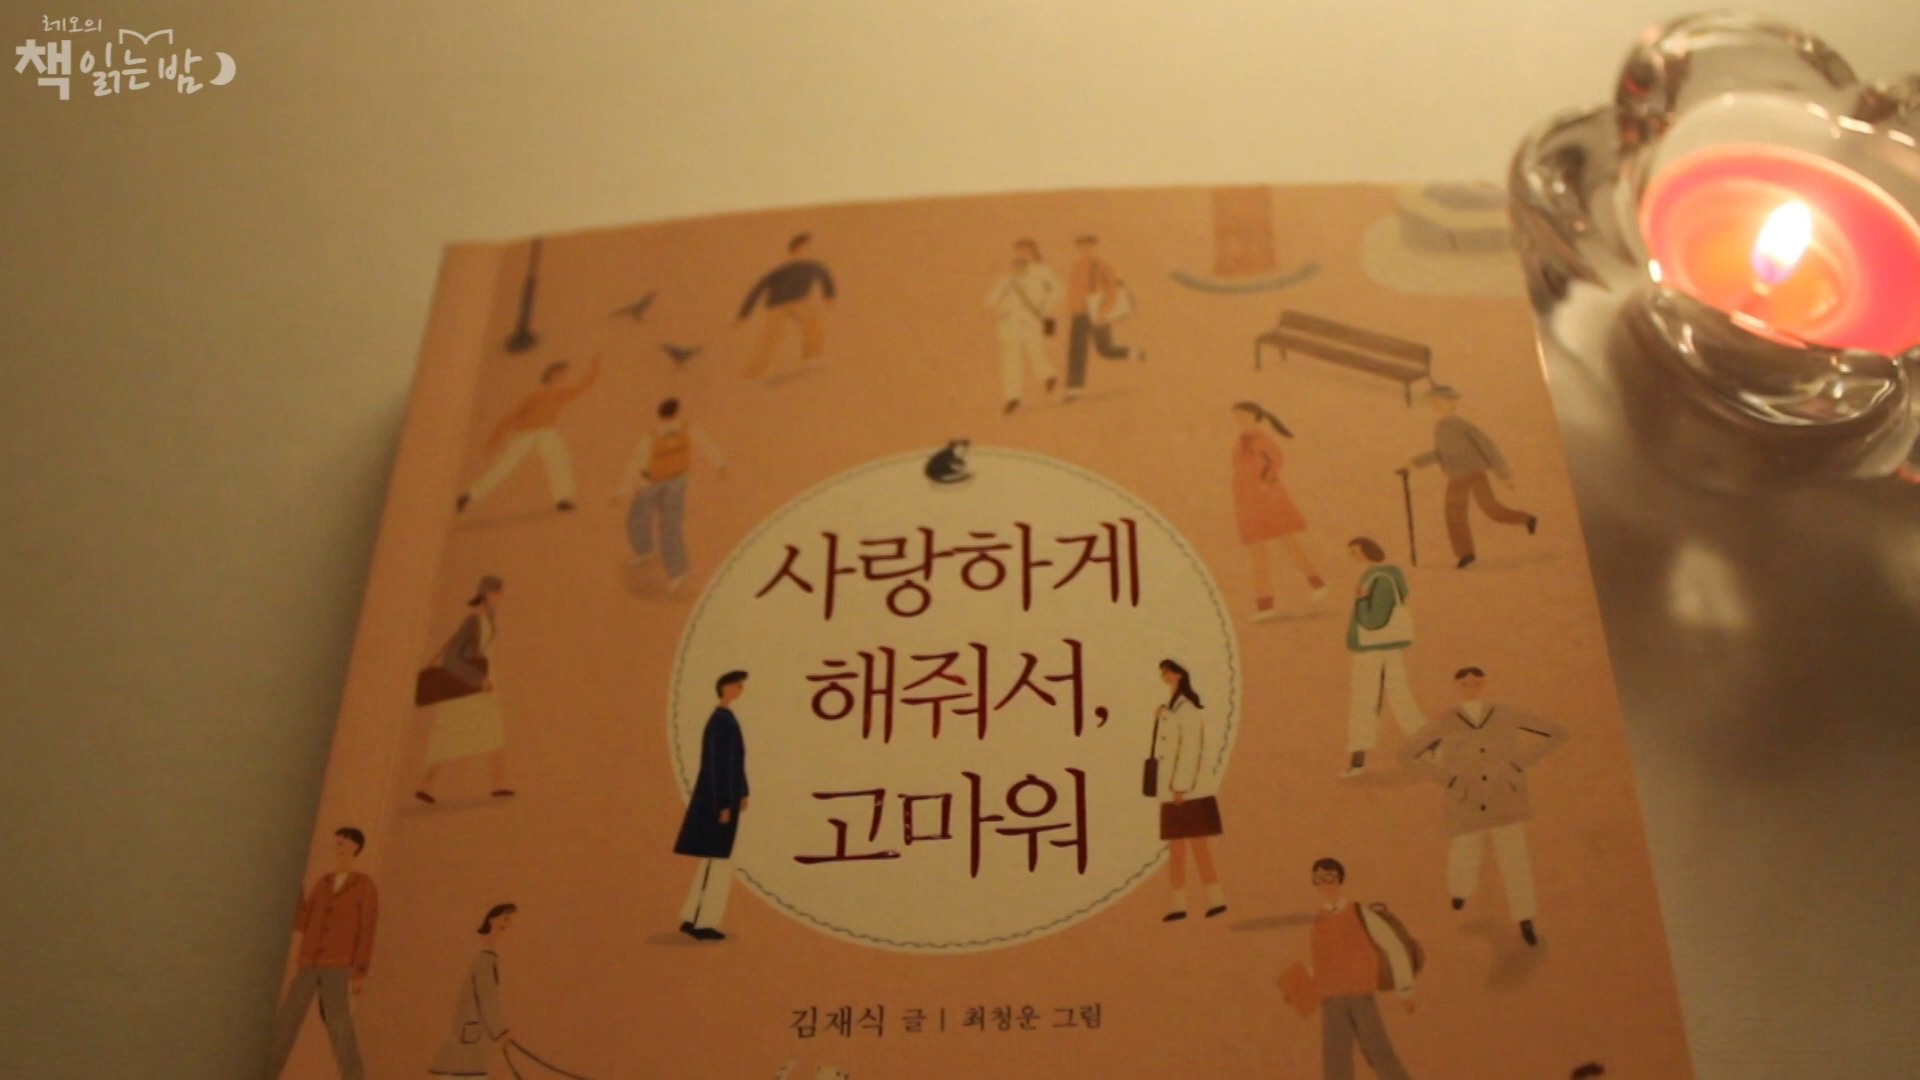 레오의
책 읽는 밤
사랑하게
해줘서,
고마워
김재식 글 | 최청운 그림